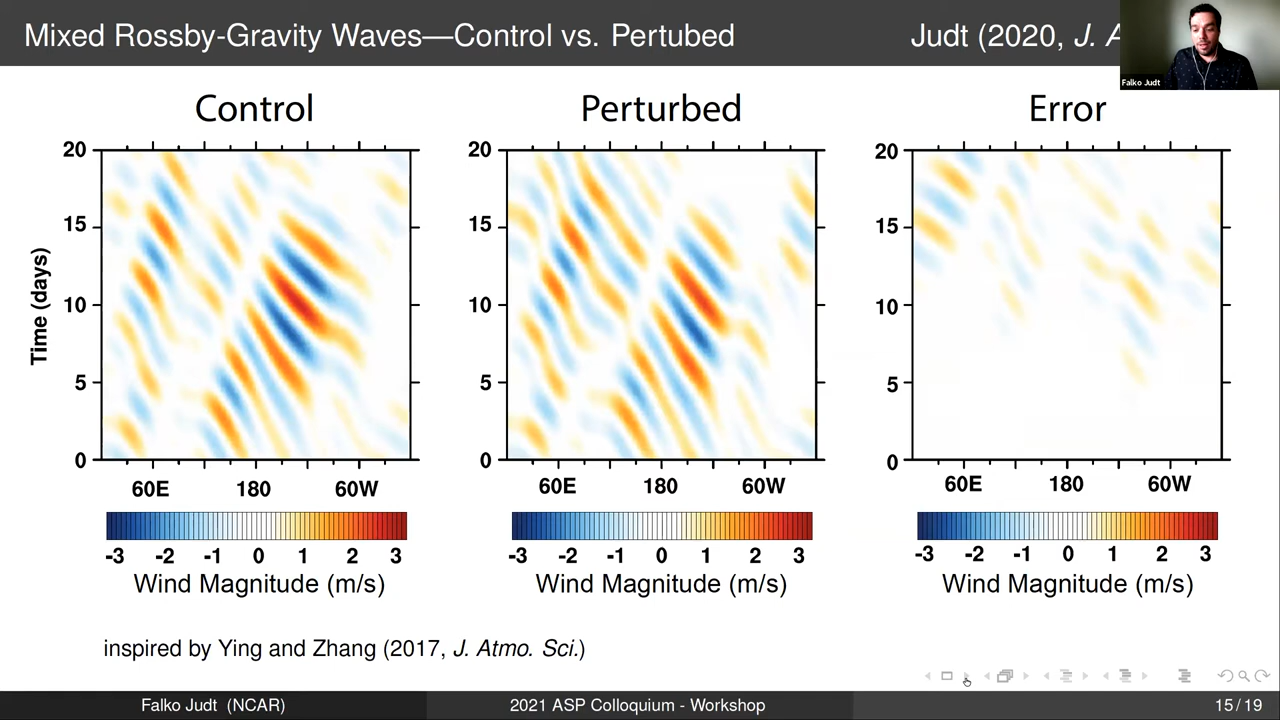 Mixed Rossby-Gravity Waves—Control vs. Pertubed
Judt (2020, J. A
Falko Judt
Control
Perturbed
Error
Time (days)
20
15
10
5
0
60E
180
60W
-3
-2
-1
0
1
2
3
Wind Magnitude (m/s)
20
15
10
5
0
60E
180
60W
-3
-2
-1
0
1
2
3
Wind Magnitude (m/s)
20
15
10
5
0
60E
180
60W
-3
-2
-1
0
1
2
3
Wind Magnitude (m/s)
inspired by Ying and Zhang (2017, J. Atmo. Sci.)
Falko Judt (NCAR)
2021 ASP Colloquium - Workshop
15 / 19